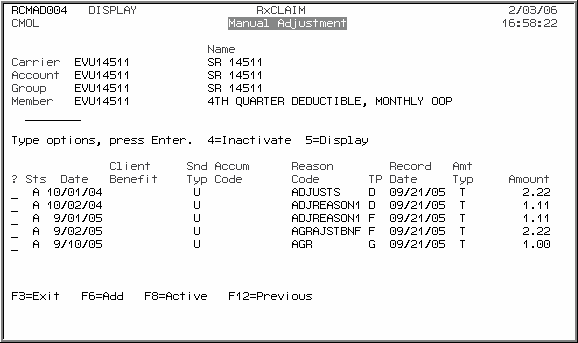 RCMAD004 DISPLAY RxCLAIM 2/03/06
CMOL Manual Adjustment 16:58:22
Name
Carrier EVU14511 SR 14511
Account EVU14511 SR 14511
Group EVU14511 SR 14511
Member EVU14511 4TH QUARTER DEDUCTIBLE, MONTHLY OOP
Type options, press Enter. 4=Inactivate 5=Display
Client Snd Accum Reason Record Amt
? Sts Date Benefit Typ Code Code TP Date Typ Amount
_ A 10/01/04 U ADJUSTS D 09/21/05 T 2.22
_ A 10/02/04 U ADJREASON1 D 09/21/05 T 1.11
_ A 9/01/05 U ADJREASON1 F 09/21/05 T 1.11
_ A 9/02/05 U AGRAJSTBNF F 09/21/05 T 2.22
_ A 9/10/05 U AGR G 09/21/05 T 1.00
F3=Exit F6=Add F8=Active F12=Previous